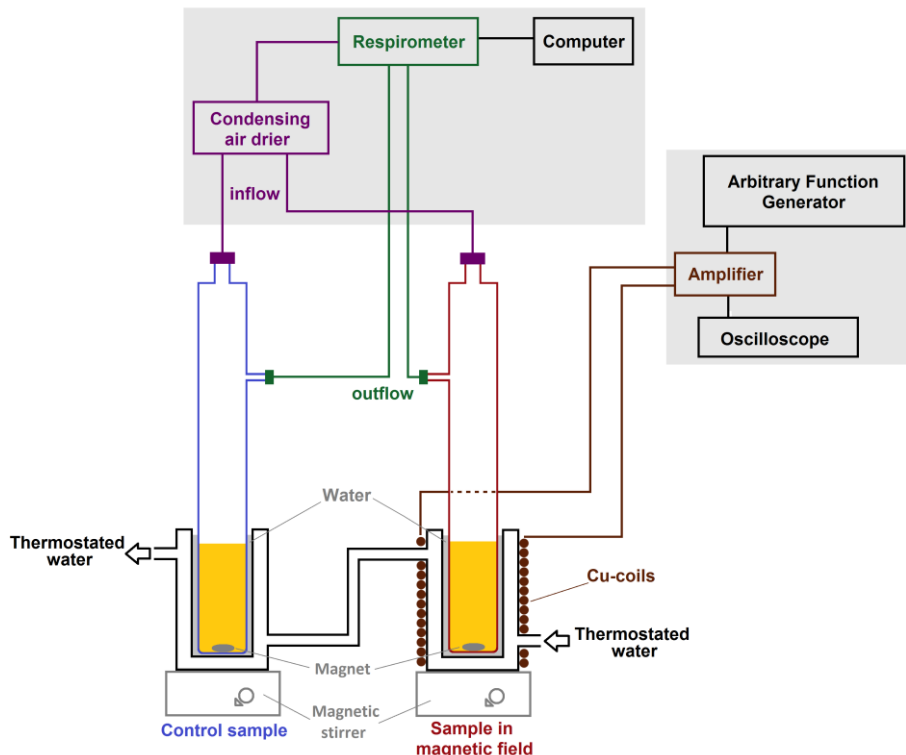 Respirometer
Computer
Condensing
air drier
inflow
Arbitrary Function
Generator
Amplifier
Oscilloscope
outflow
Water
Thermostated
water
Cu-coils
Thermostated
water
Magnet
Magnetic
stirrer
Control sample
Sample in
magnetic field